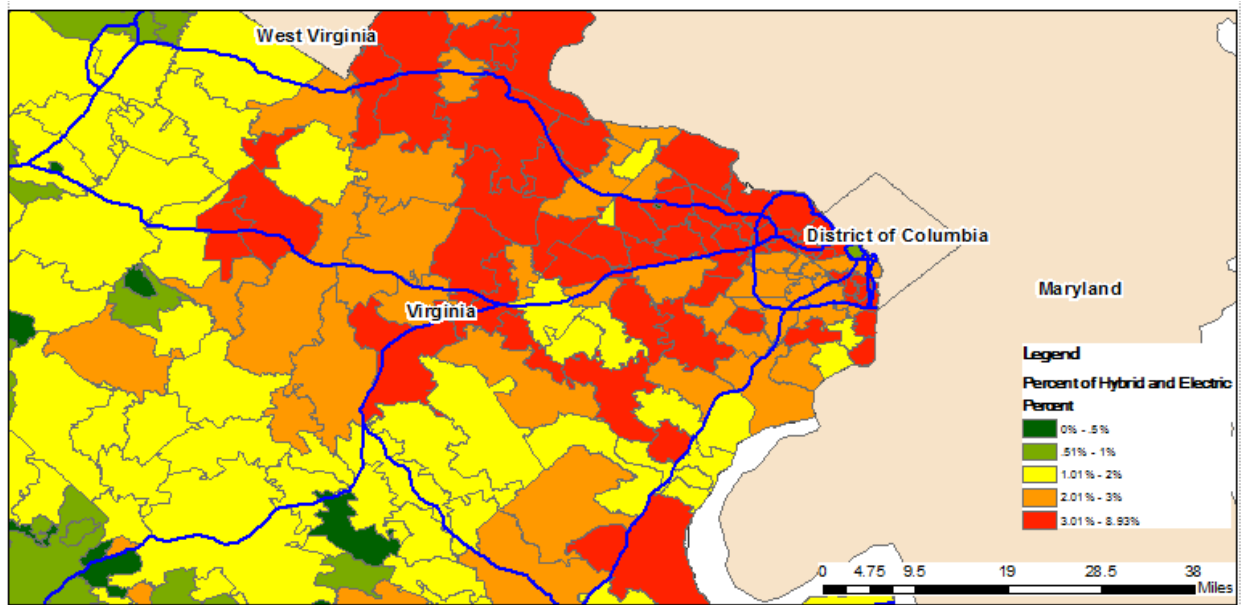 West Virginia
District of Columbia
Maryland
Virginia
Legend
Percent of Hybrid and Electric
Percent
0% - .5%
.51% - 1%
1.01% - 2%
2.01% - 3%
3.01% - 8.93%
0 4.75 9.5 19 28.5 38
Miles